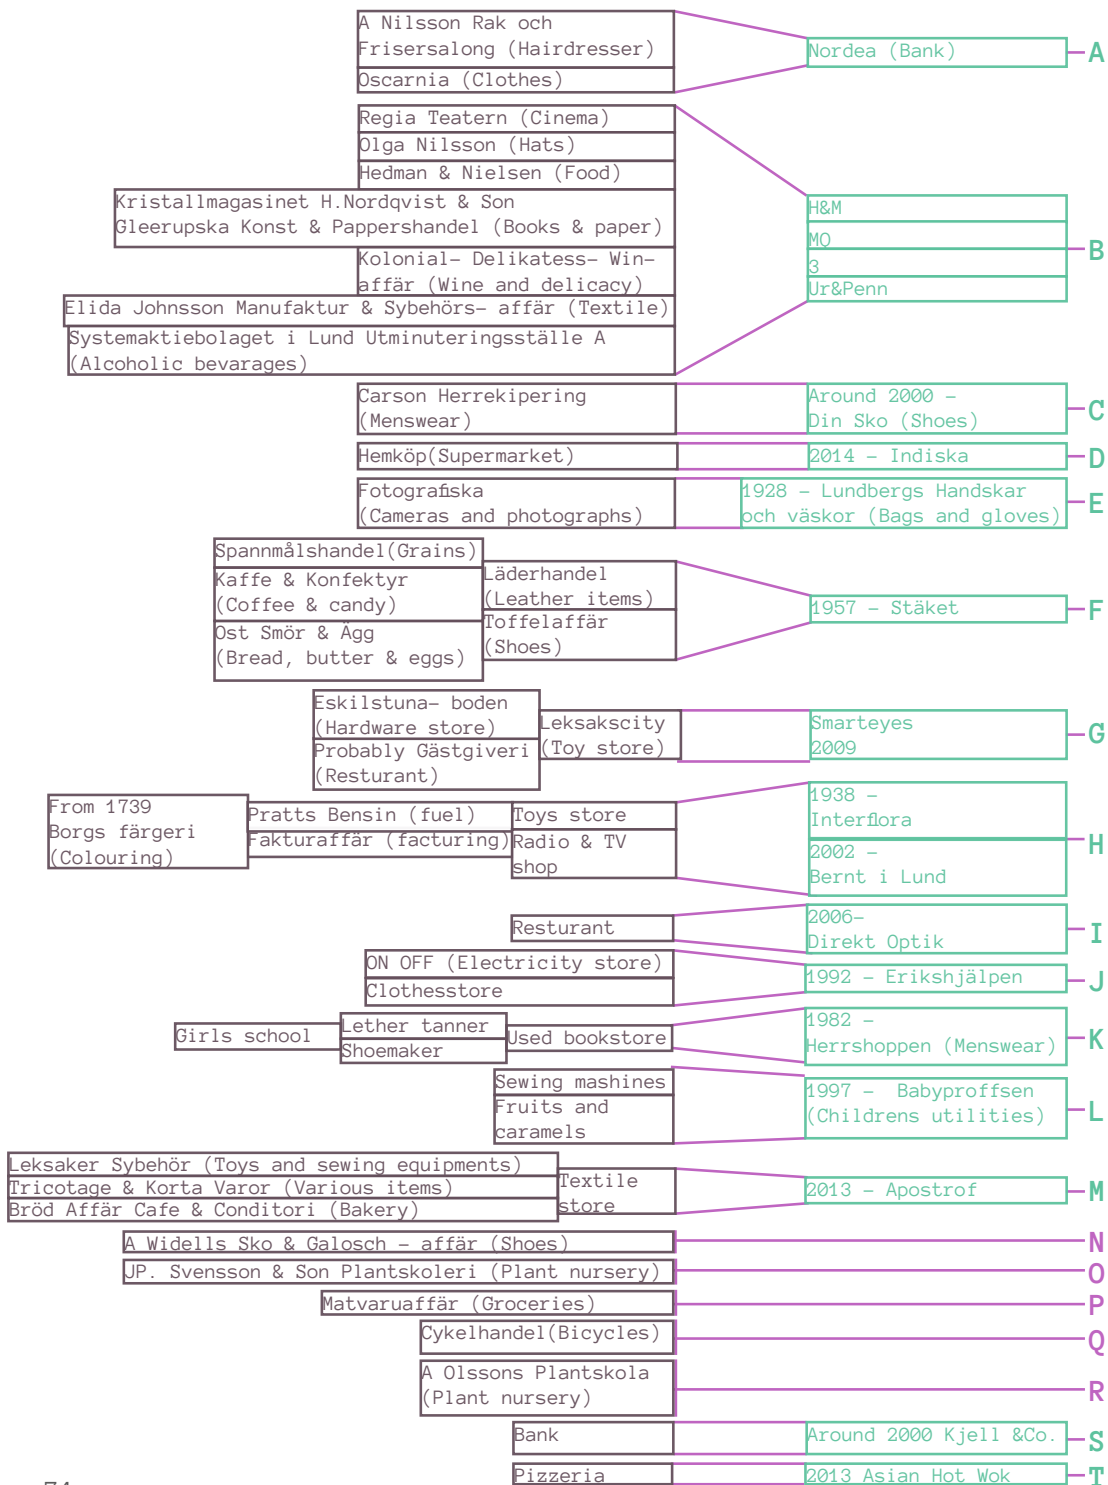 A Nilsson Rak och
Frisersalong (Hairdresser)
Oscarnia (Clothes)
Nordea (Bank)
A
Regia Teatern (Cinema)
Olga Nilsson (Hats)
Hedman & Nielsen (Food)
Kristallmagasinet H.Nordqvist & Son
Gleerupska Konst & Pappershandel (Books & paper)
Kolonial- Delikatess- Win-
affär (Wine and delicacy)
Elida Johnsson Manufaktur & Sybehörs- affär (Textile)
Systemaktiebolaget i Lund Utminuteringsställe A
(Alcoholic bevarages)
H&M
MQ
3
Ur&Penn
B
Carson Herrekipering
(Menswear)
Around 2000 -
Din Sko (Shoes)
C
Hemköp(Supermarket)
2014 - Indiska
D
Fotografiska
(Cameras and photographs)
1928 - Lundbergs Handskar
och väskor (Bags and gloves)
E
Spannmålshandel(Grains)
Kaffe & Konfektyr
(Coffee & candy)
Ost Smör & Ägg
(Bread, butter & eggs)
Läderhandel
(Leather items)
Toffelaffär
(Shoes)
1957 - Stäket
F
Eskilstuna- boden
(Hardware store)
Probably Gästgiveri
(Resturant)
Leksakscity
(Toy store)
Smarteyes
2009
G
From 1739
Borgs färgeri
(Colouring)
Pratts Bensin (fuel)
Fakturaffär (facturing)
Toys store
Radio & TV
shop
1938 -
Interflora
2002 -
Bernt i Lund
H
Resturant
2006-
Direkt Optik
I
ON OFF (Electricity store)
Clothesstore
1992 - Erikshjälpen
J
Girls school
Lether tanner
Shoemaker
Used bookstore
1982 -
Herrshoppen (Menswear)
K
Sewing mashines
Fruits and
caramels
1997 -  Babyproffsen
(Childrens utilities)
L
Leksaker Sybehör (Toys and sewing equipments)
Tricotage & Korta Varor (Various items)
Bröd Affär Cafe & Conditori (Bakery)
Textile
store
2013 - Apostrof
M
A Widells Sko & Galosch - affär (Shoes)
N
JP. Svensson & Son Plantskoleri (Plant nursery)
O
Matvaruaffär (Groceries)
P
Cykelhandel(Bicycles)
Q
A Olssons Plantskola
(Plant nursery)
R
Bank
Around 2000 Kjell &Co.
S
Pizzeria
2013 Asian Hot Wok
T